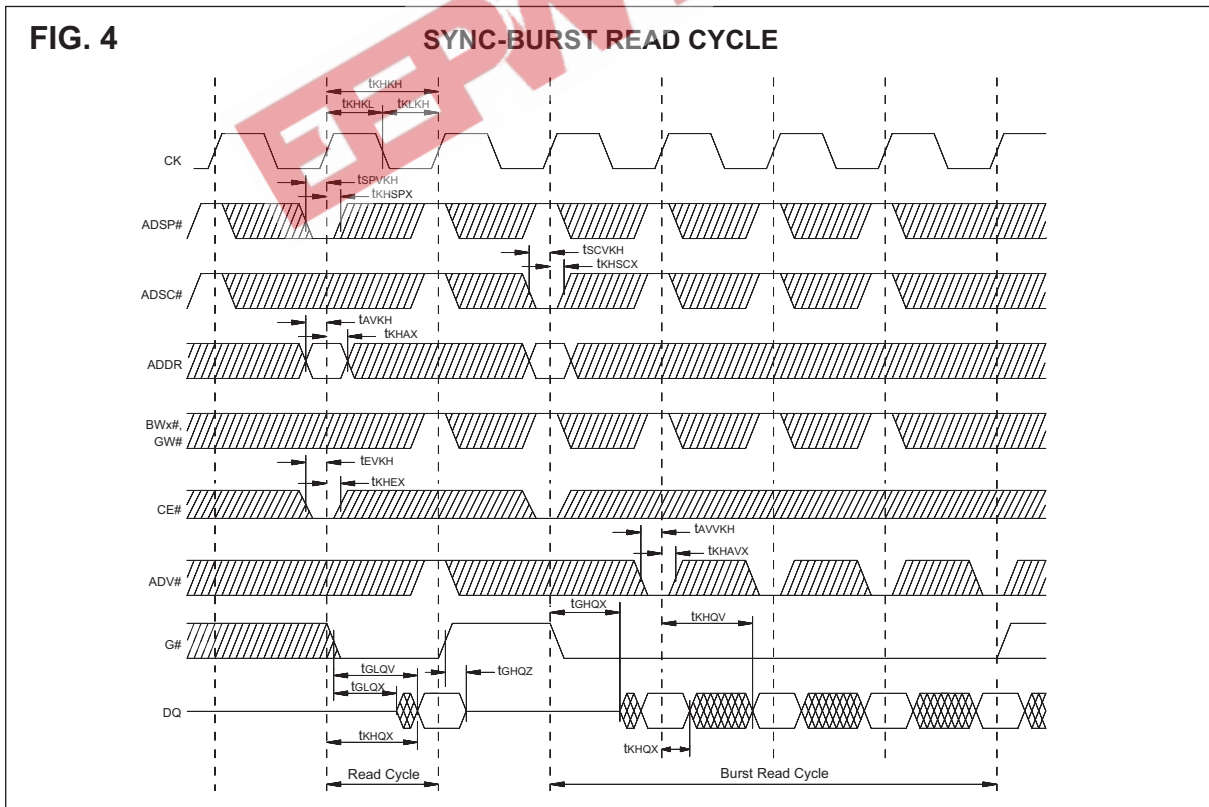 FIG. 4
SYNC-BURST READ CYCLE
tKHKH
tKHKL
tKLKH
CK
tSPVKH
tKHSPX
ADSP#
tSCVKH
tKHSCX
ADSC#
tAVKH
tKHAX
ADDR
BWx#,
GW#
tEVKH
tKHEX
CE#
tAVVKH
tKHAVX
ADV#
tGHQX
tKHQV
G#
tGLQV
tGHQZ
tGLQX
DQ
tKHQX
tKHQX
Read Cycle
Burst Read Cycle